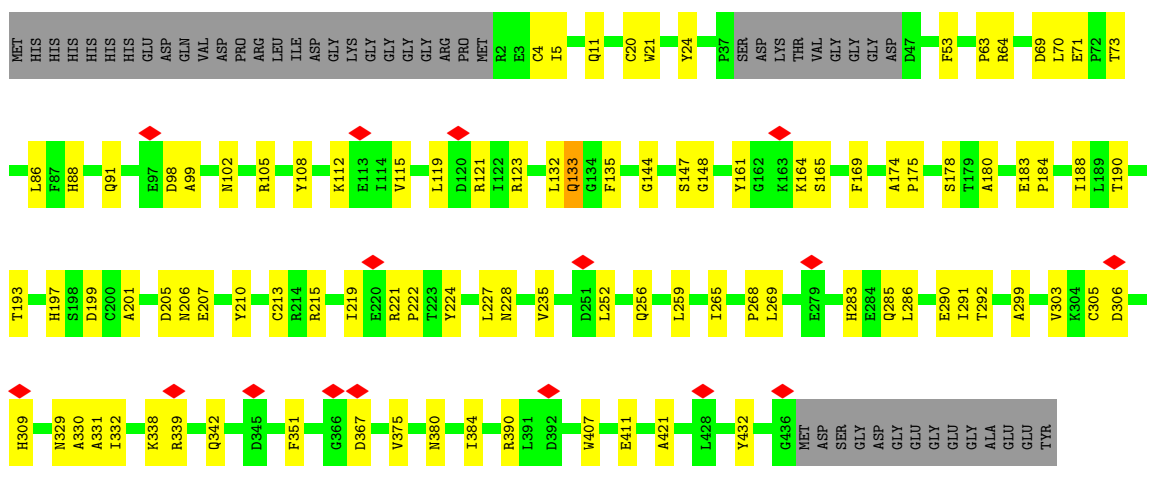 MET HIS HIS HIS HIS HIS HIS GLU ASP GLN VAL ASP PRO ARG LEU ILE ASP GLY LYS GLY GLY GLY GLY ARG PRO MET R2 E3 C4 I5 Q11 C20 W21 Y24 P37 SER ASP LYS THR VAL GLY GLY GLY ASP D47 F53 P63 R64 D69 L70 E71 P72 T73
L86 F87 H88 Q91 E97 D98 A99 N102 R105 Y108 K112 E113 I114 V115 L119 D120 R121 I122 R123 L132 Q133 G134 F135 G144 S147 G148 Y161 G162 K163 K164 S165 F169 A174 P175 S178 T179 A180 E183 P184 I188 L189 T190
T193 H197 S198 D199 C200 A201 D205 N206 E207 Y210 C213 R214 R215 I219 E220 R221 P222 T223 Y224 L227 N228 V235 D251 L252 Q256 L259 I265 P268 L269 E279 H283 E284 Q285 L286 E290 I291 T292 A299 V303 K304 C305 D306
H309 N329 A330 A331 I332 K338 R339 Q342 D345 F351 G366 D367 V375 N380 I384 R390 L391 D392 W407 E411 A421 L428 Y432 G436 MET ASP SER GLY ASP GLY GLU GLY GLU GLY ALA GLU GLU TYR